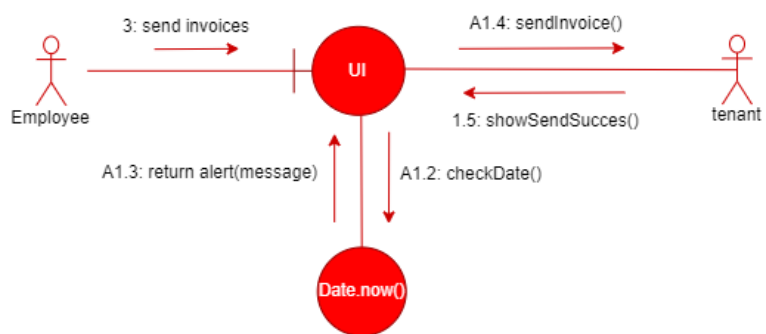 3: send invoices
A1.4: sendInvoice()
UI
Employee
1.5: showSendSucces()
tenant
A1.3: return alert(message)
A1.2: checkDate()
Date.now()